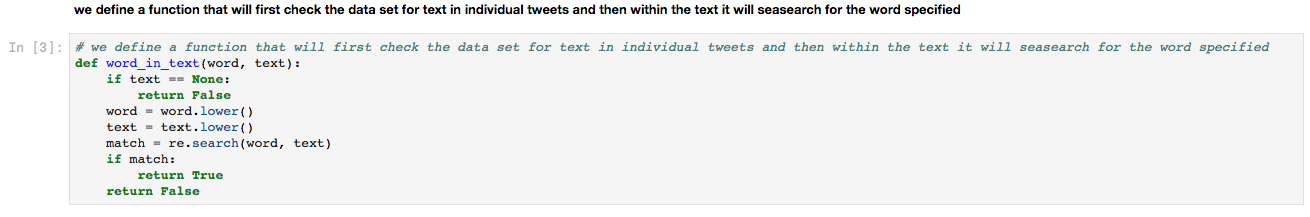 we define a function that will first check the data set for text in individual tweets and then within the text it will seasearch for the word specified
In [3]: # we define a function that will first check the data set for text in individual tweets and then within the text it will seasearch for the word specified
def word_in_text(word, text):
    if text == None:
        return False
    word = word.lower()
    text = text.lower()
    match = re.search(word, text)
    if match:
        return True
    return False